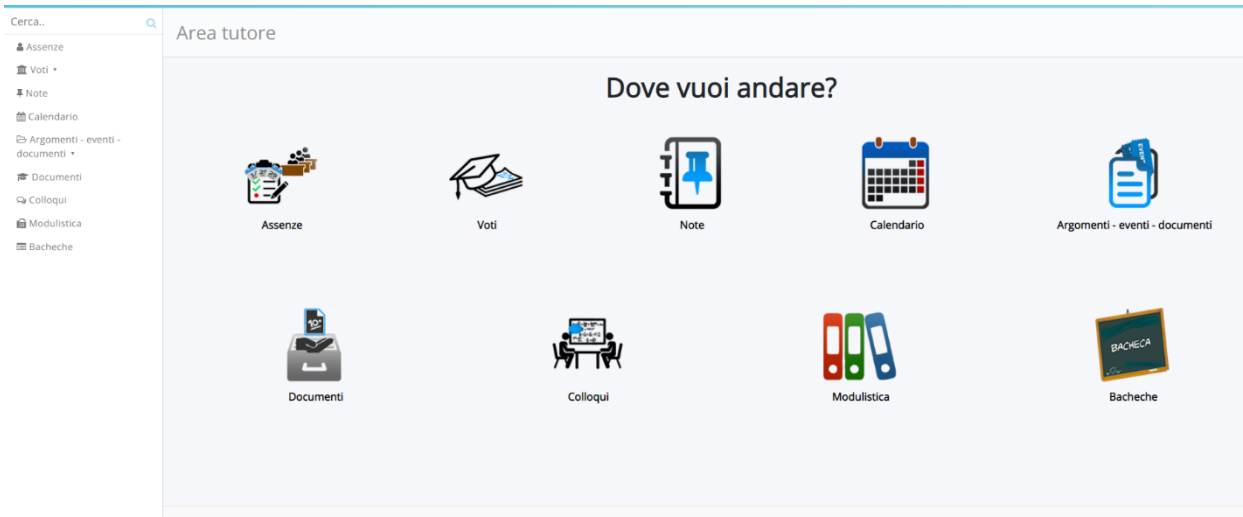 Cerca..
Assenze
Voti
Note
Calendario
Argomenti - eventi -
documenti
Documenti
Colloqui
Modulistica
Bacheche
Area tutore
Dove vuoi andare?
Assenze
Voti
Note
Calendario
Argomenti - eventi - documenti
Documenti
Colloqui
Modulistica
BACHECA
Bacheche